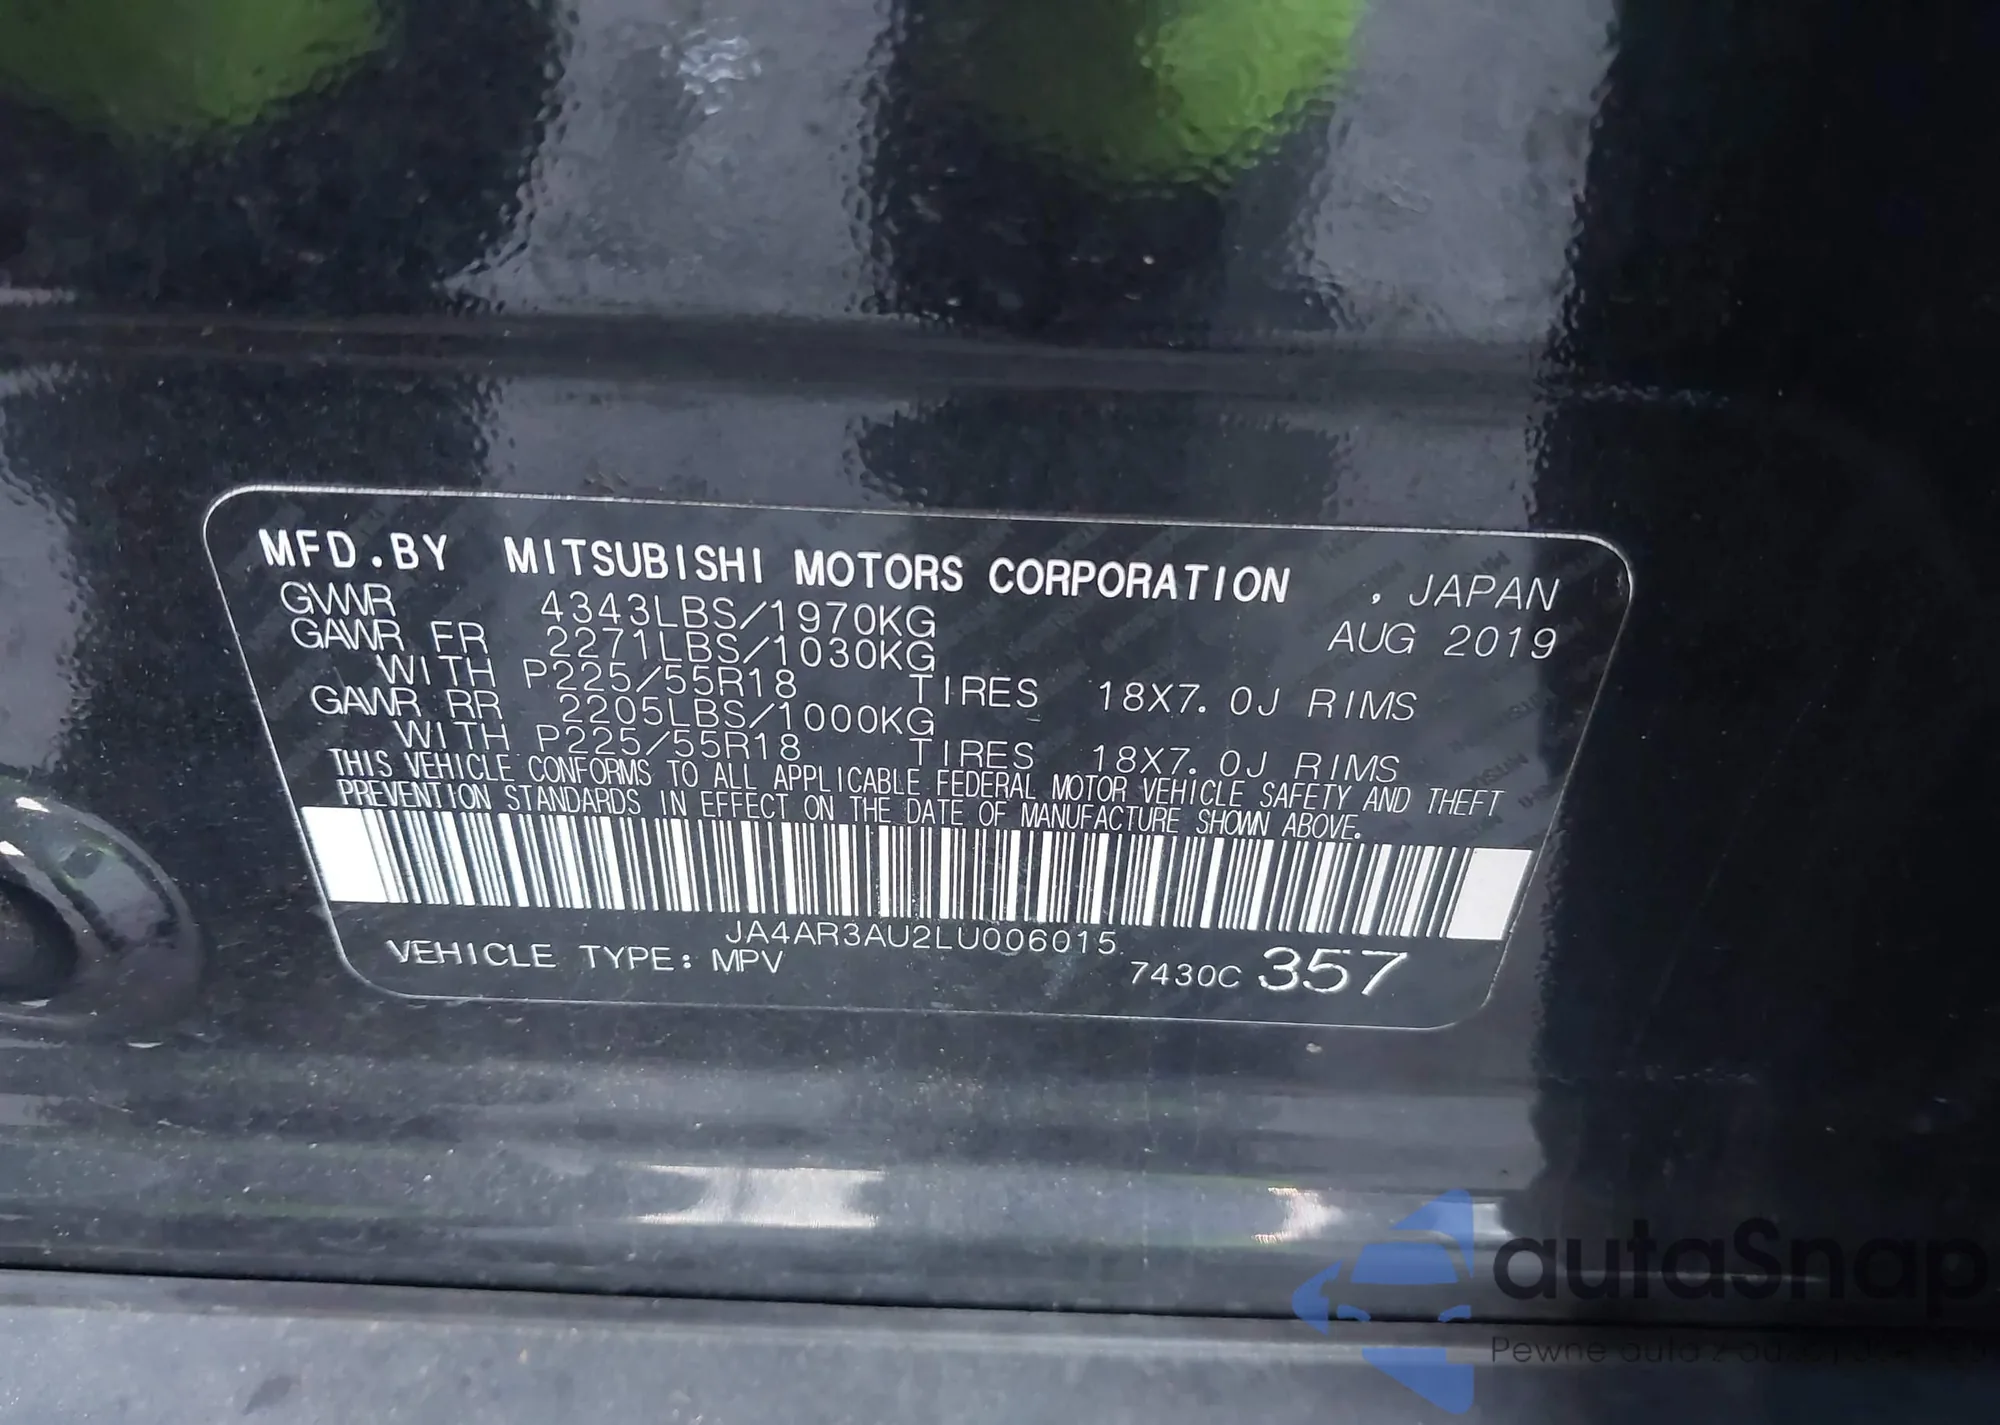 MFD.BY MITSUBISHI MOTORS CORPORATION , JAPAN
GVWR 4343LBS/1970KG AUG 2019
GAWR FR 2271LBS/1030KG
WITH P225/55R18 TIRES 18X7.0J RIMS
GAWR RR 2205LBS/1000KG
WITH P225/55R18 TIRES 18X7.0J RIMS
THIS VEHICLE CONFORMS TO ALL APPLICABLE FEDERAL MOTOR VEHICLE SAFETY AND THEFT
PREVENTION STANDARDS IN EFFECT ON THE DATE OF MANUFACTURE SHOWN ABOVE.
JA4AR3AU2LU006015
VEHICLE TYPE: MPV 7430C 357
autaSnap
Pewne auta z